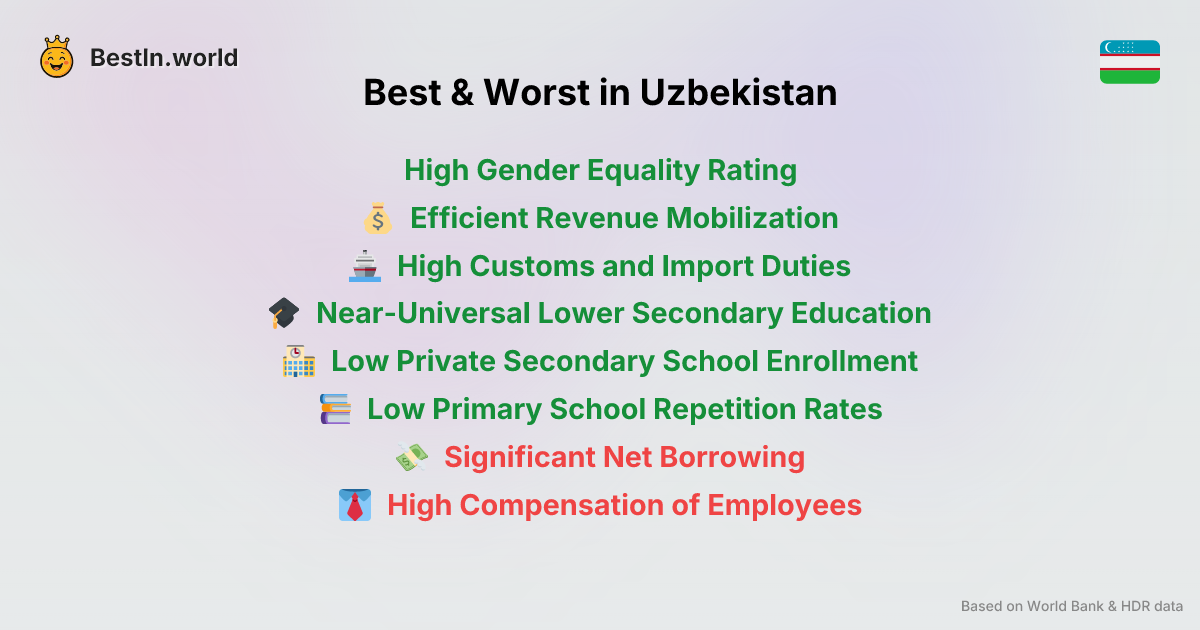 BestIn.world
Best & Worst in Uzbekistan
High Gender Equality Rating
Efficient Revenue Mobilization
High Customs and Import Duties
Near-Universal Lower Secondary Education
Low Private Secondary School Enrollment
Low Primary School Repetition Rates
Significant Net Borrowing
High Compensation of Employees
Based on World Bank & HDR data